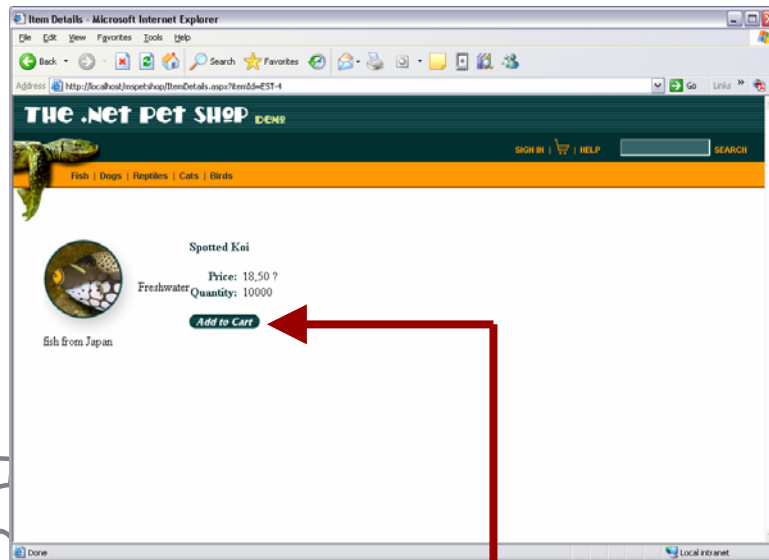 Item Details - Microsoft Internet Explorer
File Edit View Favorites Tools Help
Back Search Favorites
Address http://localhost/mspetshop/ItemDetails.aspx?itemId=EST-4 Go Links »
THE .NET PET SHOP DEMO
SIGN IN | | HELP SEARCH
Fish | Dogs | Reptiles | Cats | Birds
Spotted Koi
Price: 18,50 ?
Freshwater Quantity: 10000
Add to Cart
fish from Japan
Done Local intranet